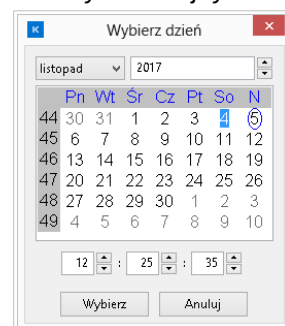 K Wybierz dzień ×
listopad 2017
Pn Wt Śr Cz Pt So N
44 30 31 1 2 3 4 5
45 6 7 8 9 10 11 12
46 13 14 15 16 17 18 19
47 20 21 22 23 24 25 26
48 27 28 29 30 1 2 3
49 4 5 6 7 8 9 10
12 : 25 : 35
Wybierz Anuluj